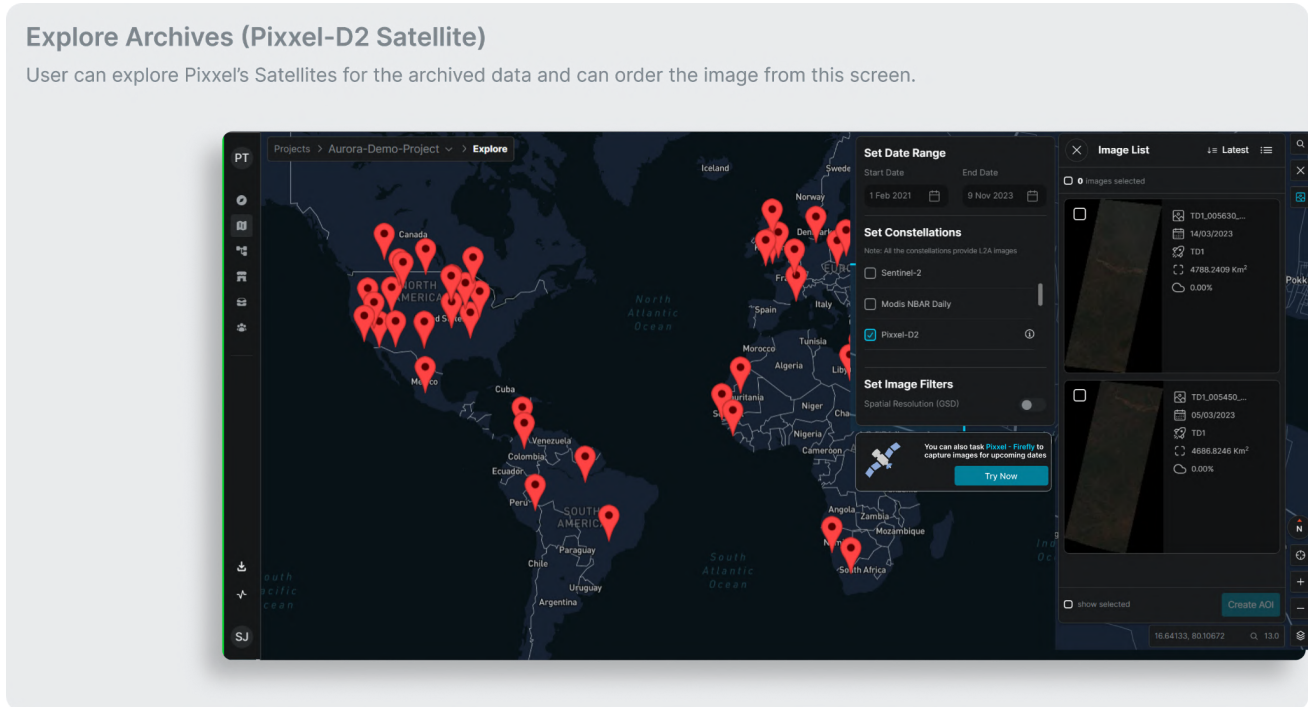 Explore Archives (Pixxel-D2 Satellite)
User can explore Pixxel's Satellites for the archived data and can order the image from this screen.
PT
Projects > Aurora-Demo-Project > Explore
Set Date Range
Start Date
End Date
1 Feb 2021
9 Nov 2023
Set Constellations
Note: All the constellations provide L2A images
Sentinel-2
Modis NBAR Daily
Pixxel-D2
Set Image Filters
Spatial Resolution (GSD)
You can also task Pixxel - Firefly to
capture images for upcoming dates
Try Now
Image List
Latest
0 images selected
TD1_005630_...
14/03/2023
TD1
4788.2409 Km²
0.00%
TD1_005450_...
05/03/2023
TD1
4686.8246 Km²
0.00%
show selected
Create AOI
16.64133, 80.10672
13.0
N
SJ
Iceland
Swede
Norway
Canada
NORTH
AMERICA
North
Atlantic
Ocean
Spain
Italy
Morocco
Tunisia
Algeria
Mexico
Cuba
Niger
Cha
Nigeria
Cameroon
Venezuela
Colombia
Ecuador
Peru
SOUTH
AMERIC
Angola
Zambia
Mozambique
Paraguay
Chile
South
Atlantic
Ocean
South Africa
Uruguay
Argentina
Pokk